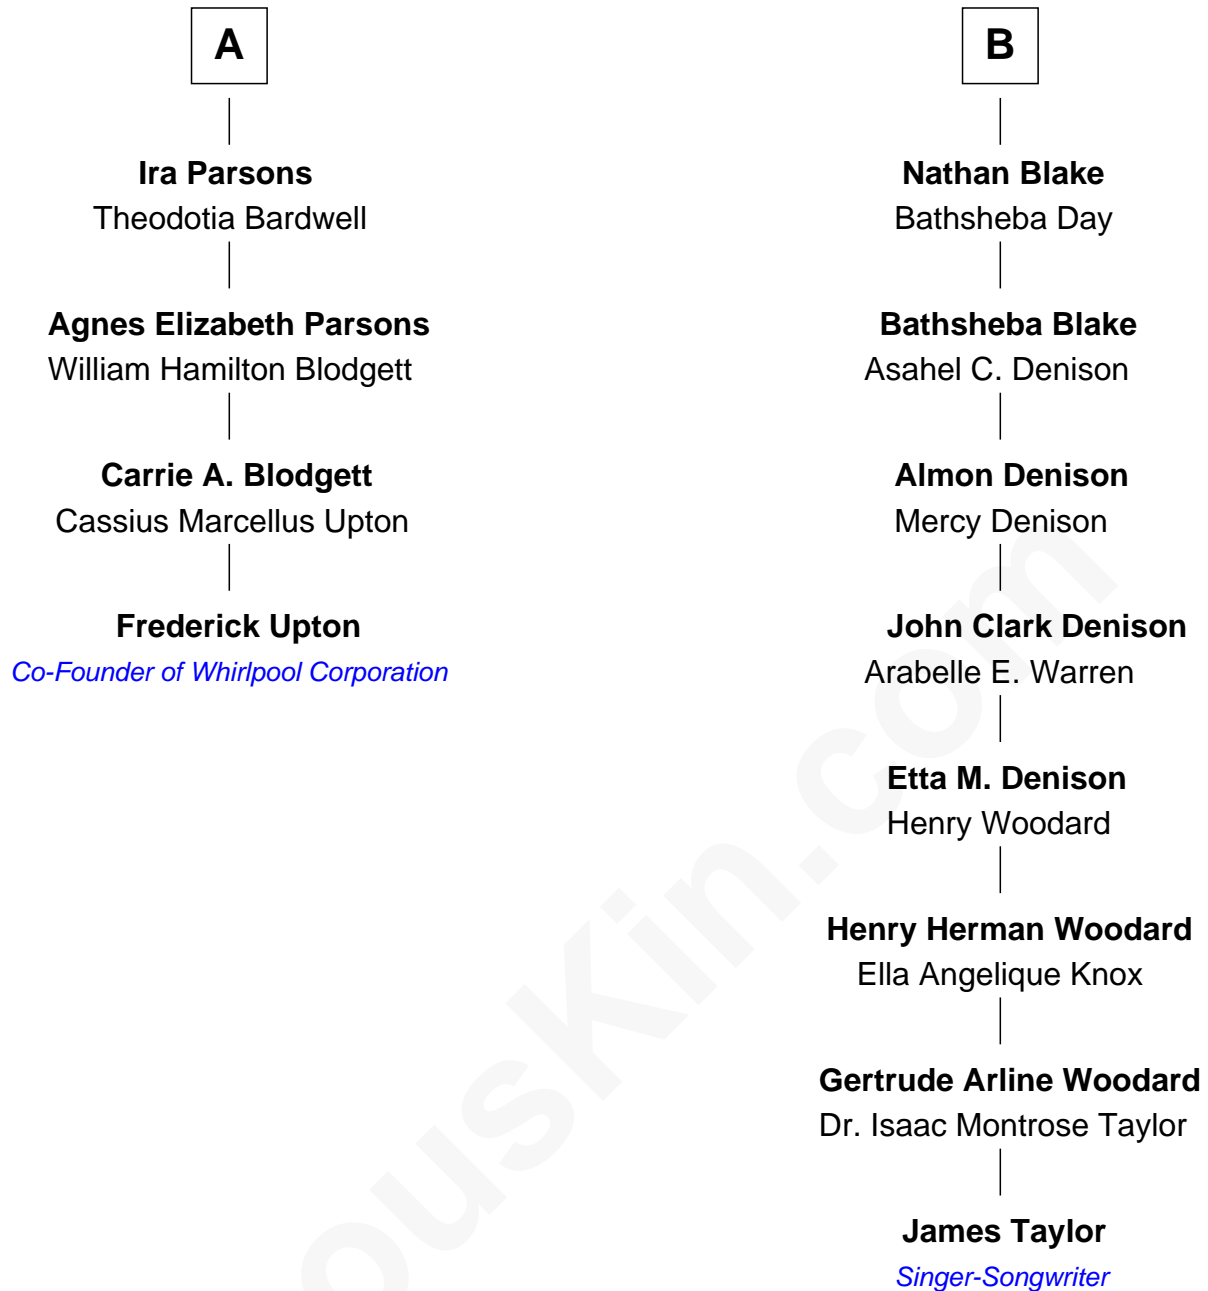 A
Ira Parsons
Theodotia Bardwell
Agnes Elizabeth Parsons
William Hamilton Blodgett
Carrie A. Blodgett
Cassius Marcellus Upton
Frederick Upton
Co-Founder of Whirlpool Corporation
B
Nathan Blake
Bathsheba Day
Bathsheba Blake
Asahel C. Denison
Almon Denison
Mercy Denison
John Clark Denison
Arabelle E. Warren
Etta M. Denison
Henry Woodard
Henry Herman Woodard
Ella Angelique Knox
Gertrude Arline Woodard
Dr. Isaac Montrose Taylor
James Taylor
Singer-Songwriter
ousKin.com